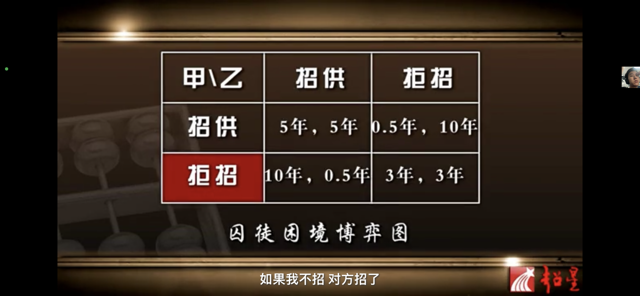 甲\乙 招供 拒招
招供 5年，5年 0.5年，10年
拒招 10年，0.5年 3年，3年
囚徒困境博弈图
如果我不招 对方招了
超星